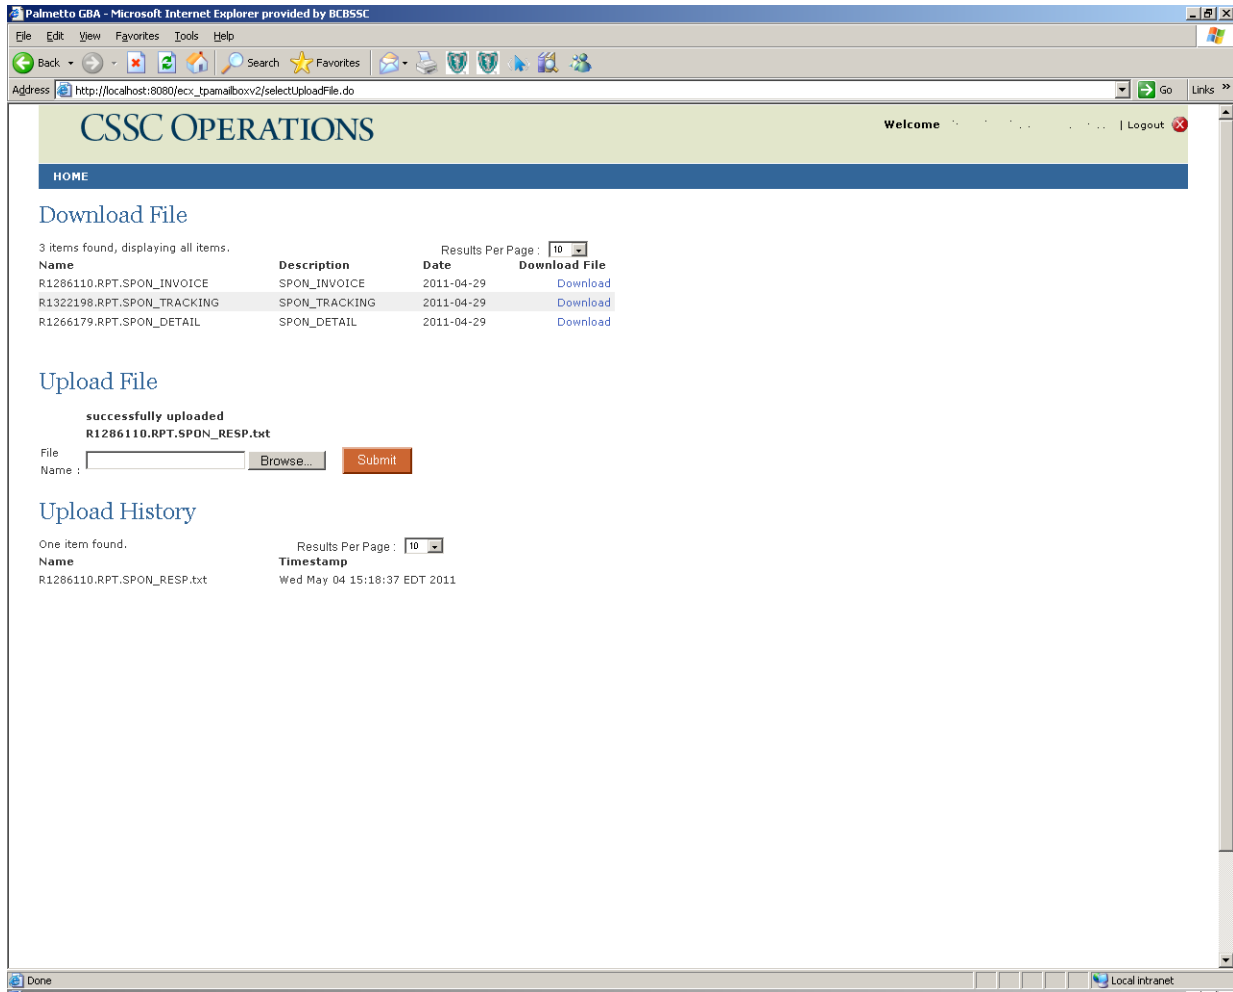 Palmetto GBA - Microsoft Internet Explorer provided by BCBSSC
File Edit View Favorites Tools Help
Back Search Favorites
Address http://localhost:8080/ecx_tpamailboxv2/selectUploadFile.do Go Links »
CSSC OPERATIONS
Welcome | Logout
HOME
Download File
3 items found, displaying all items. Results Per Page : 10
Name Description Date Download File
R1286110.RPT.SPON_INVOICE SPON_INVOICE 2011-04-29 Download
R1322198.RPT.SPON_TRACKING SPON_TRACKING 2011-04-29 Download
R1266179.RPT.SPON_DETAIL SPON_DETAIL 2011-04-29 Download
Upload File
successfully uploaded
R1286110.RPT.SPON_RESP.txt
File
Name : Browse... Submit
Upload History
One item found. Results Per Page : 10
Name Timestamp
R1286110.RPT.SPON_RESP.txt Wed May 04 15:18:37 EDT 2011
Done Local intranet